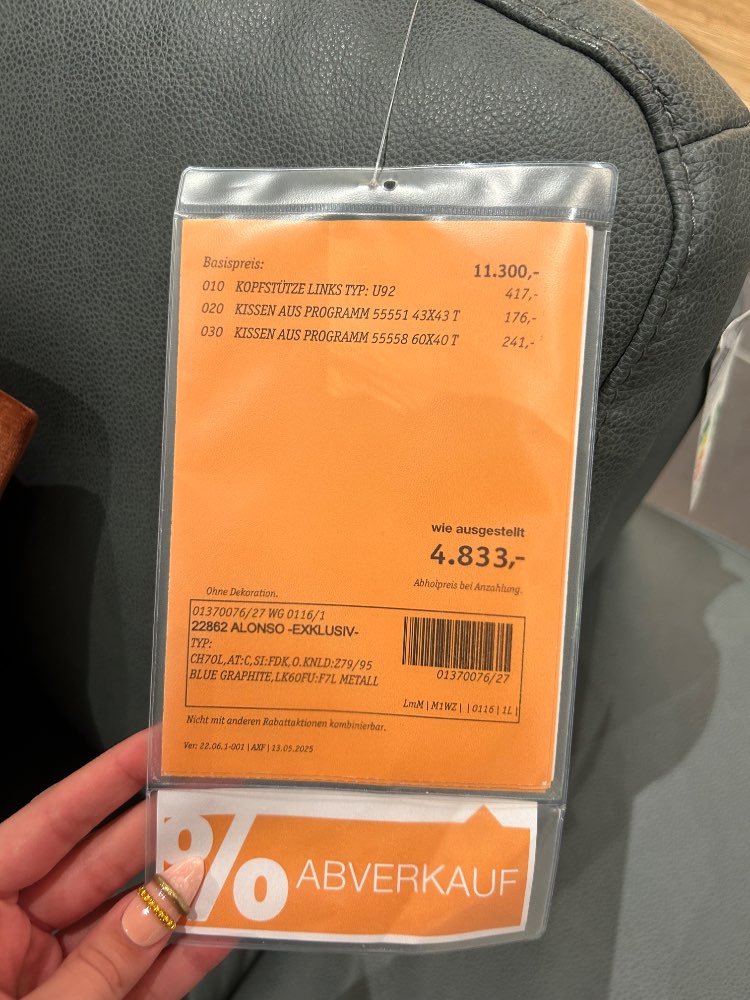 Basispreis: 11.300,-
010 KOPFSTÜTZE LINKS TYP: U92 417,-
020 KISSEN AUS PROGRAMM 55551 43X43 T 176,-
030 KISSEN AUS PROGRAMM 55558 60X40 T 241,-
wie ausgestellt
4.833,-
Abholpreis bei Anzahlung.
Ohne Dekoration.
01370076/27 WG 0116/1
22862 ALONSO -EXKLUSIV-
TYP:
CH70L,AT:C,SI:FDK,O.KNLD:Z79/95
BLUE GRAPHITE,LK60FU:F7L METALL
01370076/27
LmM | M1WZ | | 0116 | 1L |
Nicht mit anderen Rabattaktionen kombinierbar.
Ver: 22.06.1-001 | AXF | 13.05.2025
% ABVERKAUF